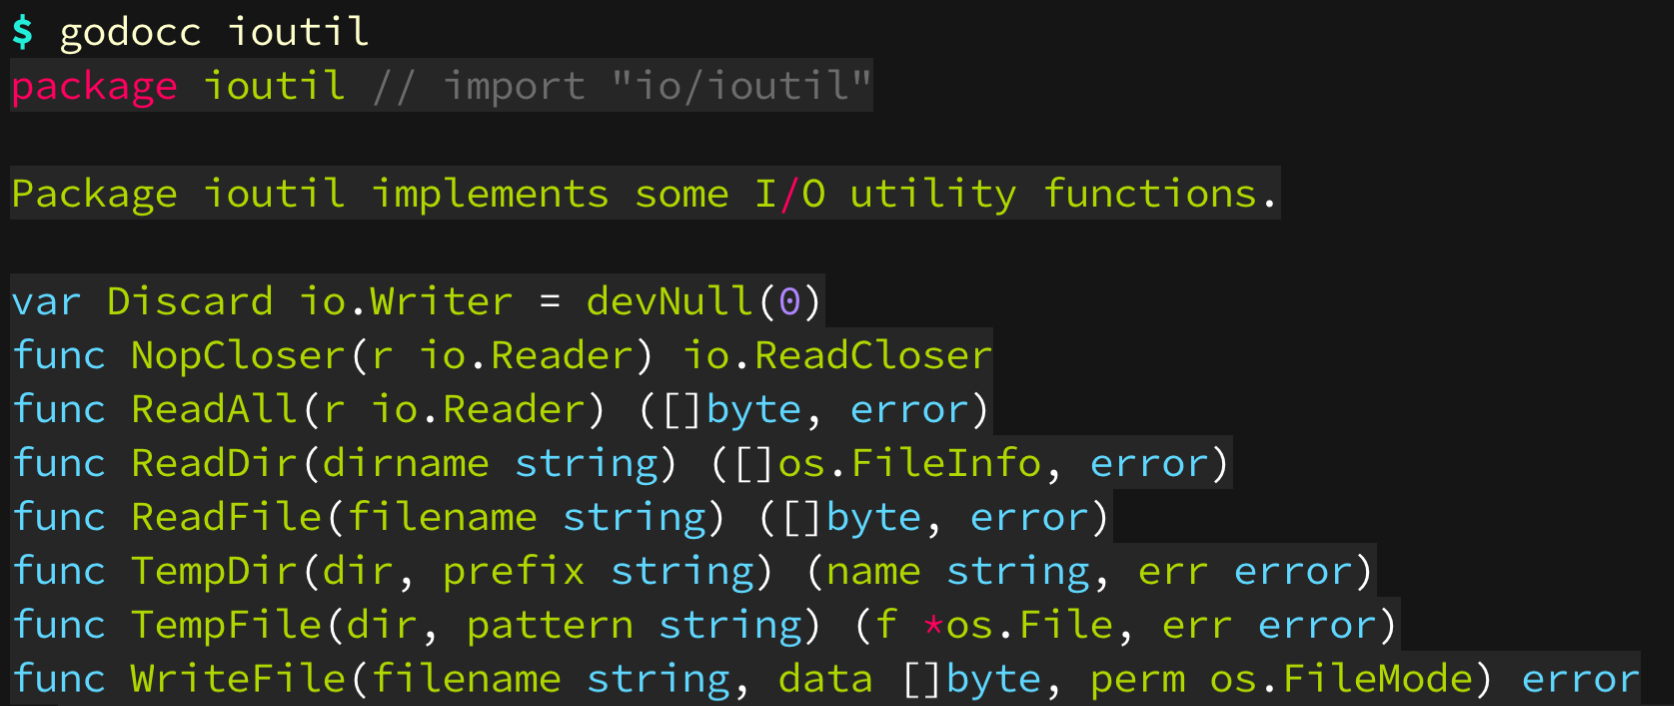 $ godocc ioutil
package ioutil // import "io/ioutil"
Package ioutil implements some I/O utility functions.
var Discard io.Writer = devNull(0)
func NopCloser(r io.Reader) io.ReadCloser
func ReadAll(r io.Reader) ([]byte, error)
func ReadDir(dirname string) ([]os.FileInfo, error)
func ReadFile(filename string) ([]byte, error)
func TempDir(dir, prefix string) (name string, err error)
func TempFile(dir, pattern string) (f *os.File, err error)
func WriteFile(filename string, data []byte, perm os.FileMode) error